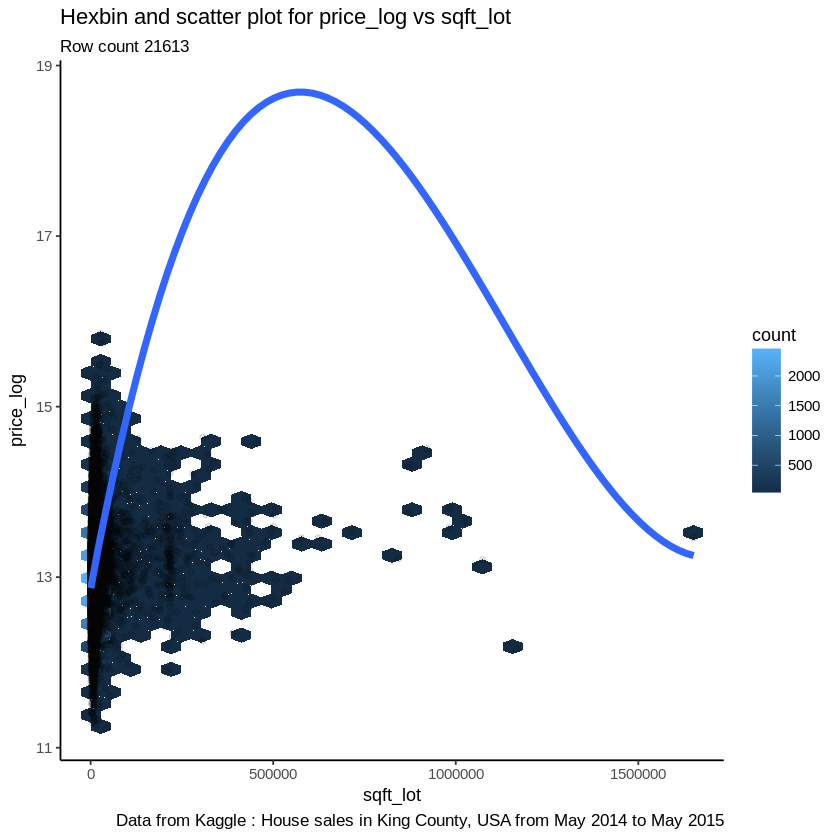 Hexbin and scatter plot for price_log vs sqft_lot
Row count 21613
19
17
15
13
11
price_log
0
500000
1000000
1500000
sqft_lot
count
2000
1500
1000
500
Data from Kaggle : House sales in King County, USA from May 2014 to May 2015